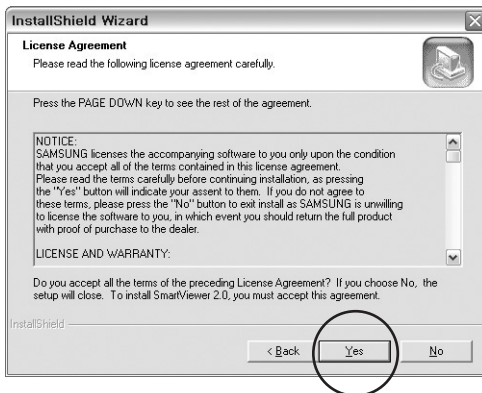 InstallShield Wizard
License Agreement
Please read the following license agreement carefully.
Press the PAGE DOWN key to see the rest of the agreement.
NOTICE:
SAMSUNG licenses the accompanying software to you only upon the condition
that you accept all of the terms contained in this license agreement.
Please read the terms carefully before continuing installation, as pressing
the "Yes" button will indicate your assent to them. If you do not agree to
these terms, please press the "No" button to exit install as SAMSUNG is unwilling
to license the software to you, in which event you should return the full product
with proof of purchase to the dealer.
LICENSE AND WARRANTY:
Do you accept all the terms of the preceding License Agreement? If you choose No, the
setup will close. To install SmartViewer 2.0, you must accept this agreement.
InstallShield
< Back Yes No